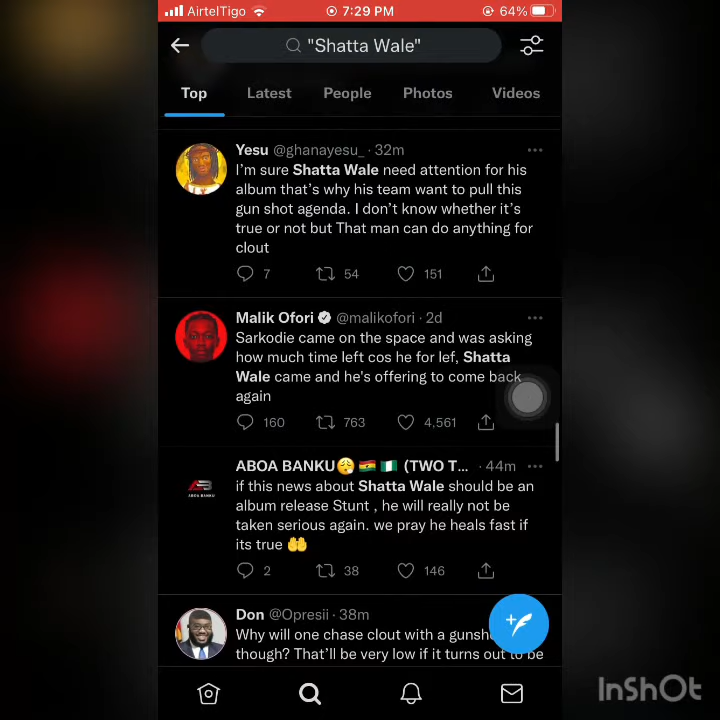 AirtelTigo 7:29 PM 64%
"Shatta Wale"
Top Latest People Photos Videos
Yesu @ghanayesu_ · 32m
I'm sure Shatta Wale need attention for his
album that's why his team want to pull this
gun shot agenda. I don't know whether it's
true or not but That man can do anything for
clout
7 54 151
Malik Ofori @malikofori · 2d
Sarkodie came on the space and was asking
how much time left cos he for lef, Shatta
Wale came and he's offering to come back
again
160 763 4,561
ABOA BANKU😮‍💨🇬🇭🇳🇬 (TWO T... · 44m
ABOA BANKU
if this news about Shatta Wale should be an
album release Stunt , he will really not be
taken serious again. we pray he heals fast if
its true 🤲
2 38 146
Don @Opresii · 38m
Why will one chase clout with a gunsh
though? That'll be very low if it turns out to be
InShOt